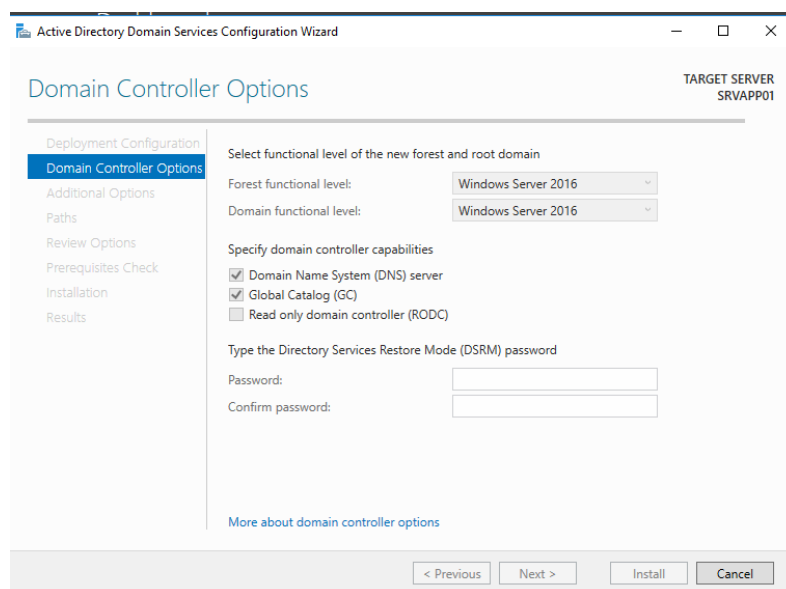 Active Directory Domain Services Configuration Wizard
Domain Controller Options
TARGET SERVER
SRVAPP01
Deployment Configuration
Domain Controller Options
Additional Options
Paths
Review Options
Prerequisites Check
Installation
Results
Select functional level of the new forest and root domain
Forest functional level: Windows Server 2016
Domain functional level: Windows Server 2016
Specify domain controller capabilities
Domain Name System (DNS) server
Global Catalog (GC)
Read only domain controller (RODC)
Type the Directory Services Restore Mode (DSRM) password
Password:
Confirm password:
More about domain controller options
< Previous Next > Install Cancel